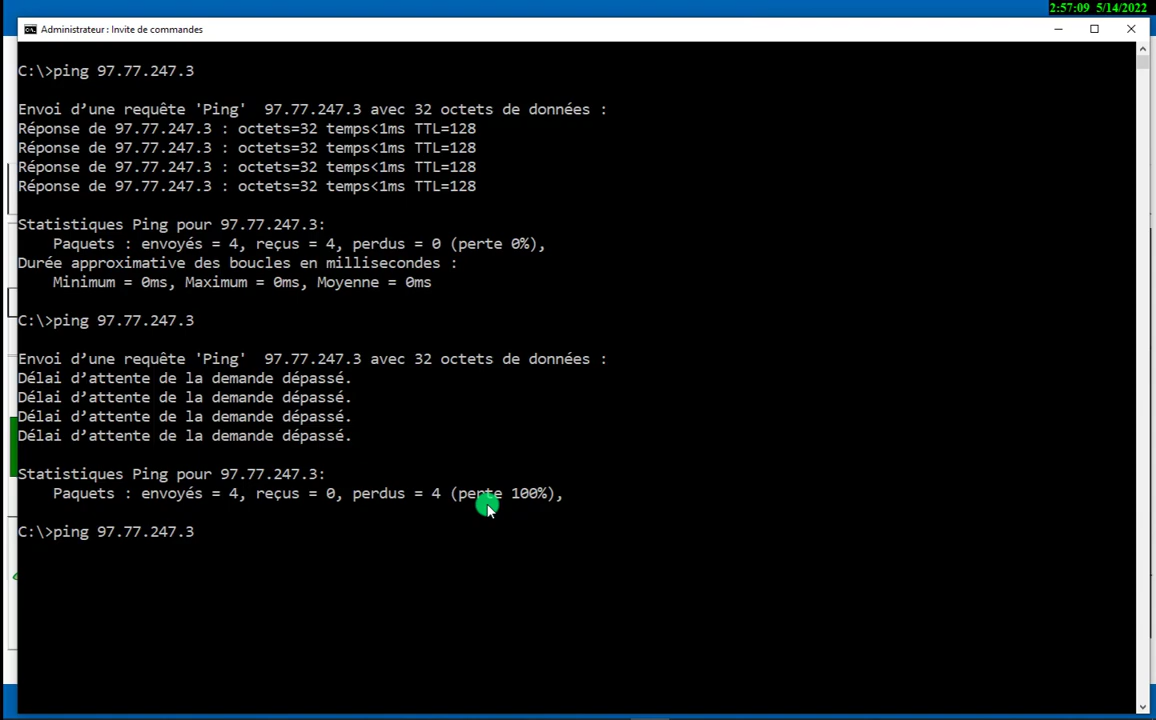 2:57:09 5/14/2022
Administrateur : Invite de commandes
C:\>ping 97.77.247.3
Envoi d’une requête 'Ping'  97.77.247.3 avec 32 octets de données :
Réponse de 97.77.247.3 : octets=32 temps<1ms TTL=128
Réponse de 97.77.247.3 : octets=32 temps<1ms TTL=128
Réponse de 97.77.247.3 : octets=32 temps<1ms TTL=128
Réponse de 97.77.247.3 : octets=32 temps<1ms TTL=128
Statistiques Ping pour 97.77.247.3:
Paquets : envoyés = 4, reçus = 4, perdus = 0 (perte 0%),
Durée approximative des boucles en millisecondes :
Minimum = 0ms, Maximum = 0ms, Moyenne = 0ms
C:\>ping 97.77.247.3
Envoi d’une requête 'Ping'  97.77.247.3 avec 32 octets de données :
Délai d’attente de la demande dépassé.
Délai d’attente de la demande dépassé.
Délai d’attente de la demande dépassé.
Délai d’attente de la demande dépassé.
Statistiques Ping pour 97.77.247.3:
Paquets : envoyés = 4, reçus = 0, perdus = 4 (perte 100%),
C:\>ping 97.77.247.3